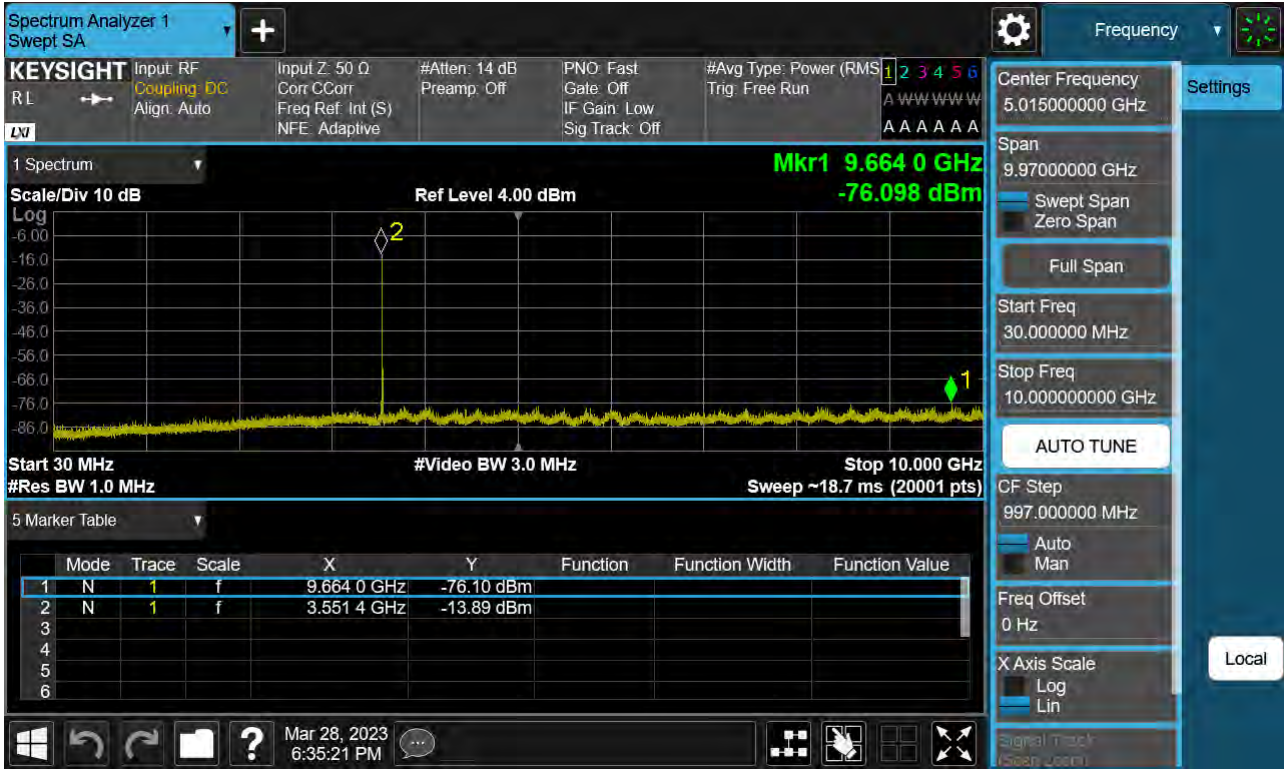 Spectrum Analyzer 1
Swept SA
+
Frequency
KEYSIGHT
R L
LXI
Input: RF
Coupling: DC
Align: Auto
Input Z: 50 Ω
Corr CCorr
Freq Ref: Int (S)
NFE: Adaptive
#Atten: 14 dB
Preamp: Off
PNO: Fast
Gate: Off
IF Gain: Low
Sig Track: Off
#Avg Type: Power (RMS
Trig: Free Run
1 2 3 4 5 6
A W W W W W
A A A A A A
1 Spectrum
Mkr1 9.664 0 GHz
Scale/Div 10 dB
Ref Level 4.00 dBm
-76.098 dBm
Log
-6.00
-16.0
-26.0
-36.0
-46.0
-56.0
-66.0
-76.0
-86.0
2
1
Start 30 MHz
#Video BW 3.0 MHz
Stop 10.000 GHz
#Res BW 1.0 MHz
Sweep ~18.7 ms (20001 pts)
5 Marker Table
Mode Trace Scale X Y Function Function Width Function Value
1 N 1 f 9.664 0 GHz -76.10 dBm
2 N 1 f 3.551 4 GHz -13.89 dBm
3
4
5
6
?
Mar 28, 2023
6:35:21 PM
Center Frequency
5.015000000 GHz
Span
9.97000000 GHz
Swept Span
Zero Span
Full Span
Start Freq
30.000000 MHz
Stop Freq
10.000000000 GHz
AUTO TUNE
CF Step
997.000000 MHz
Auto
Man
Freq Offset
0 Hz
X Axis Scale
Log
Lin
Signal Track
(Span Zoom)
Settings
Local